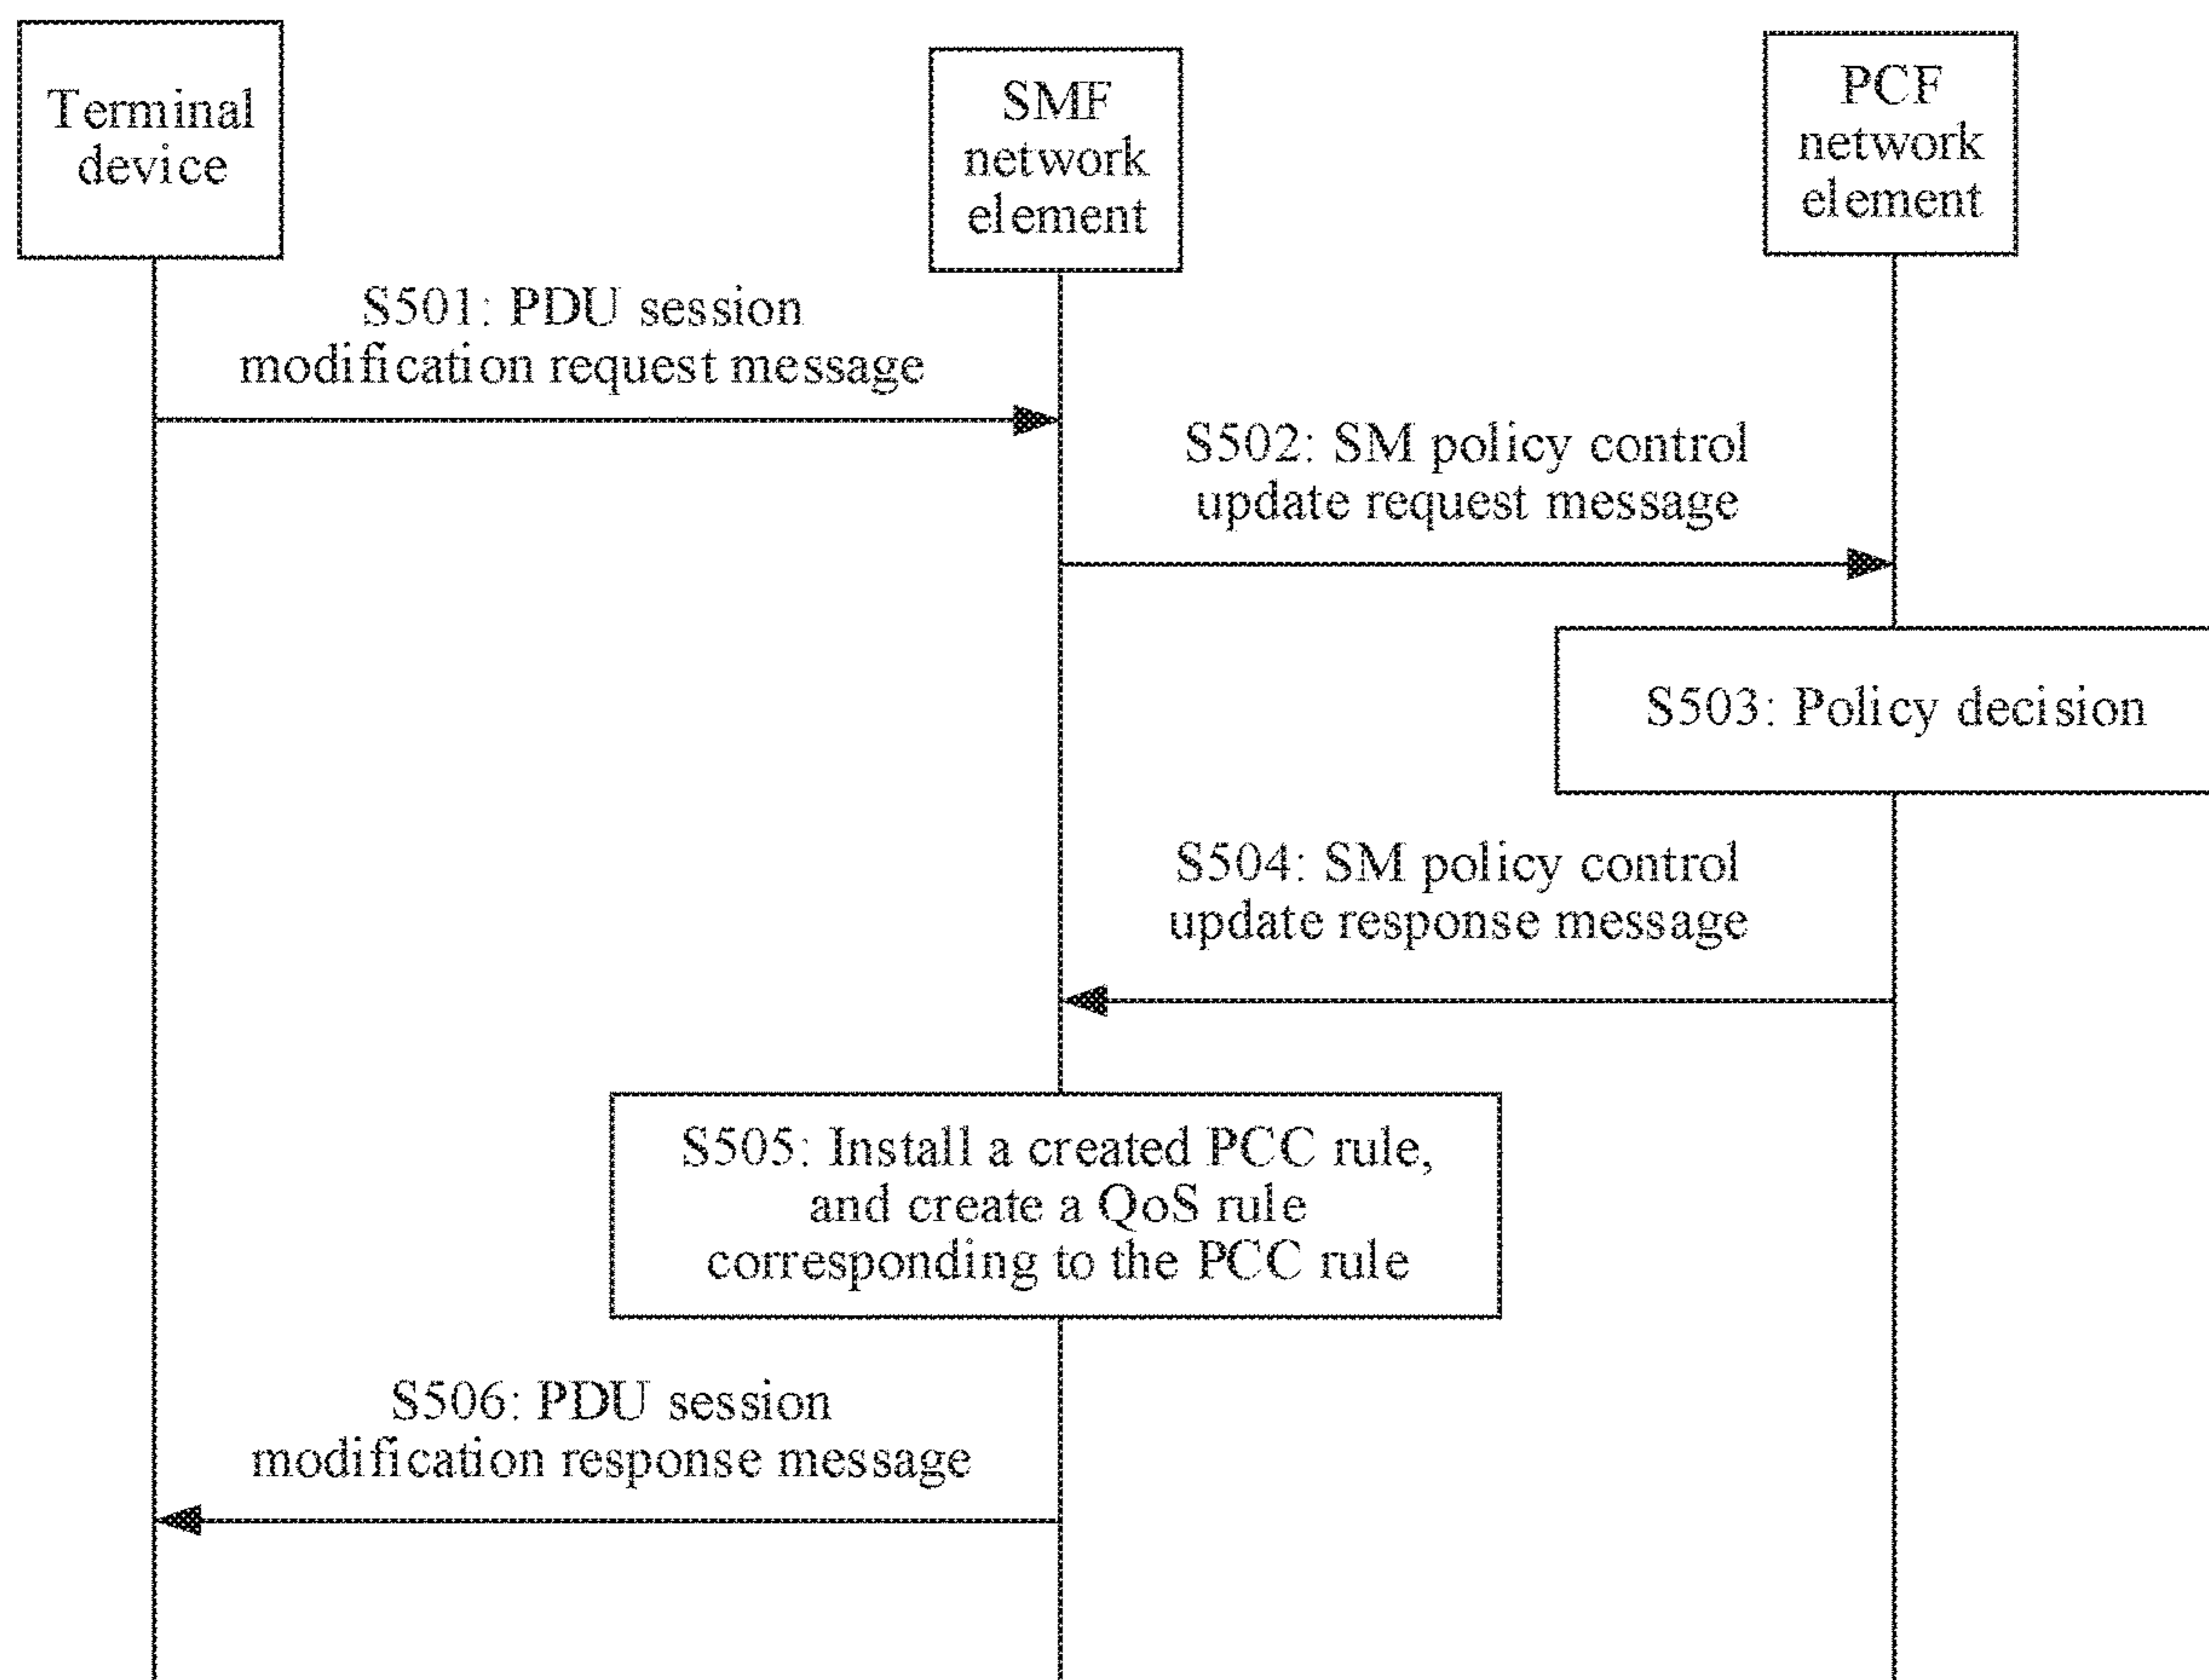 Terminal
device
SMF
network
element
PCF
network
element
S501: PDU session
modification request message
S502: SM policy control
update request message
S503: Policy decision
S504: SM policy control
update response message
S505: Install a created PCC rule,
and create a QoS rule
corresponding to the PCC rule
S506: PDU session
modification response message